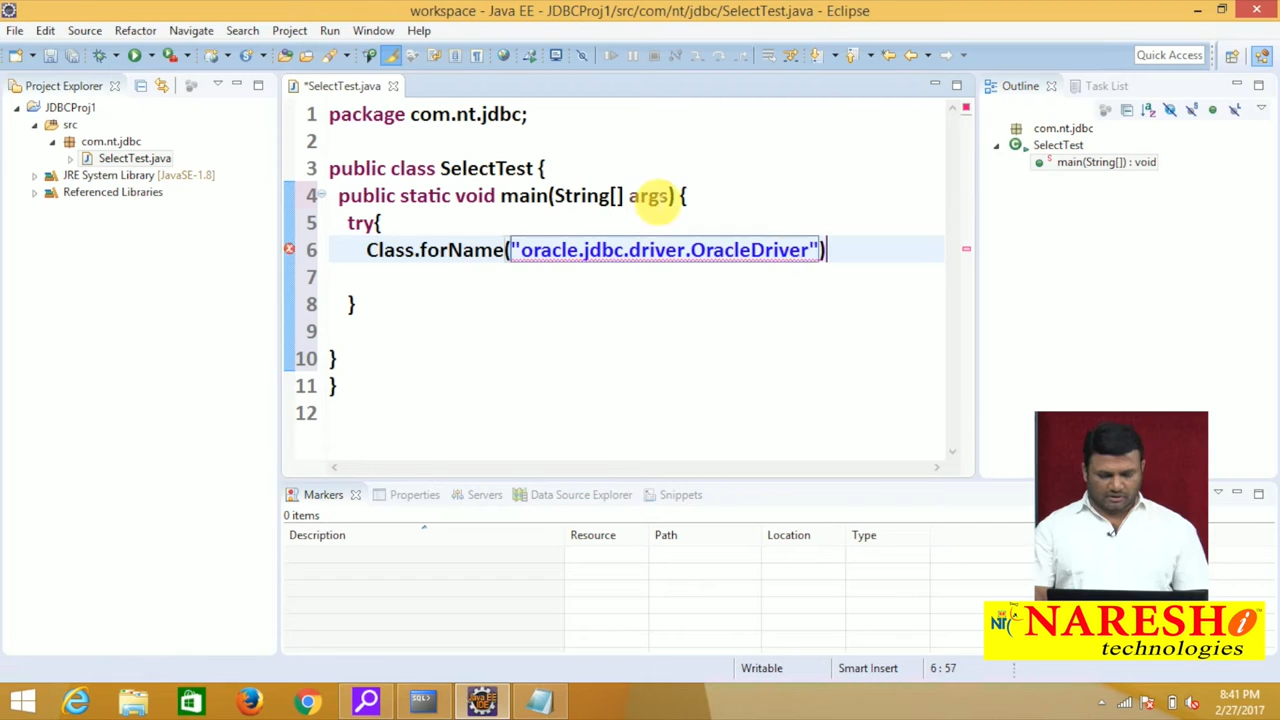 workspace - Java EE - JDBCProj1/src/com/nt/jdbc/SelectTest.java - Eclipse
File Edit Source Refactor Navigate Search Project Run Window Help
Quick Access
Project Explorer
JDBCProj1
src
com.nt.jdbc
SelectTest.java
JRE System Library [JavaSE-1.8]
Referenced Libraries
*SelectTest.java
1 package com.nt.jdbc;
2
3 public class SelectTest {
4 public static void main(String[] args) {
5 try{
6 Class.forName("oracle.jdbc.driver.OracleDriver")
7
8 }
9
10 }
11 }
12
Outline Task List
com.nt.jdbc
SelectTest
main(String[]) : void
Markers Properties Servers Data Source Explorer Snippets
0 items
Description Resource Path Location Type
NARESH i
technologies
Writable Smart Insert 6 : 57
8:41 PM
2/27/2017